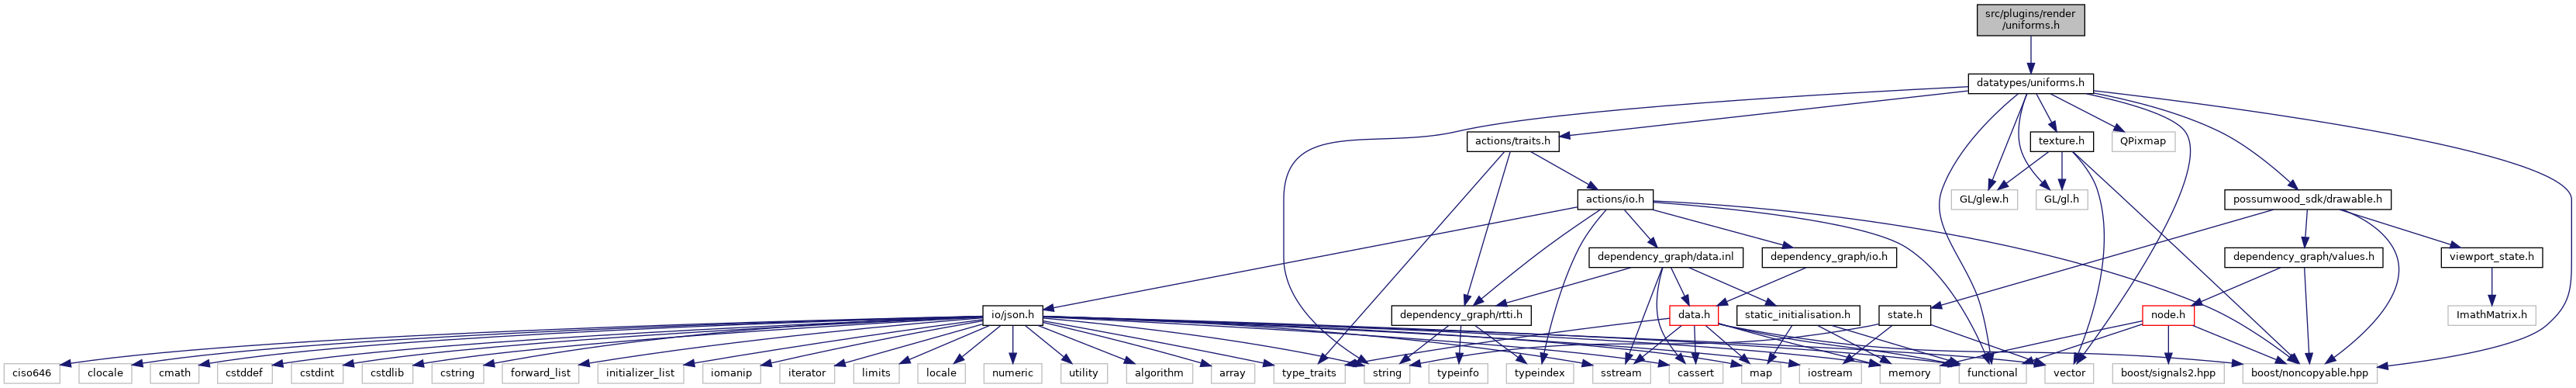 src/plugins/render
/uniforms.h
datatypes/uniforms.h
actions/traits.h
texture.h
QPixmap
actions/io.h
GL/glew.h
GL/gl.h
possumwood_sdk/drawable.h
dependency_graph/data.inl
dependency_graph/io.h
dependency_graph/values.h
viewport_state.h
io/json.h
dependency_graph/rtti.h
data.h
static_initialisation.h
state.h
node.h
ImathMatrix.h
ciso646
clocale
cmath
cstddef
cstdint
cstdlib
cstring
forward_list
initializer_list
iomanip
iterator
limits
locale
numeric
utility
algorithm
array
type_traits
string
typeinfo
typeindex
sstream
cassert
map
iostream
memory
functional
vector
boost/signals2.hpp
boost/noncopyable.hpp